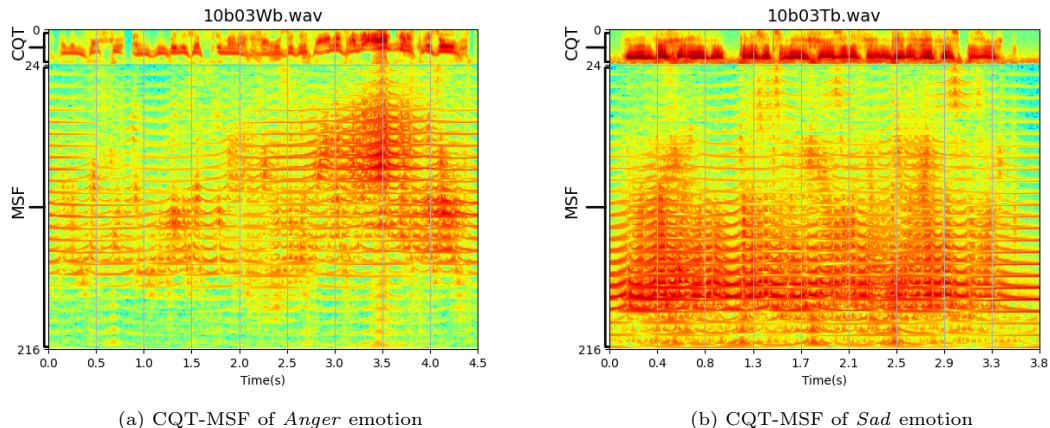 10b03Wb.wav
0
CQT
24
MSF
216
0.0 0.5 0.6 1.0 1.5 2.0 2.5 3.0 3.5 4.0 4.5
Time(s)
(a) CQT-MSF of Anger emotion
10b03Tb.wav
0
CQT
24
MSF
216
0.0 0.4 0.8 1.3 1.7 2.1 2.5 2.9 3.3 3.8
Time(s)
(b) CQT-MSF of Sad emotion